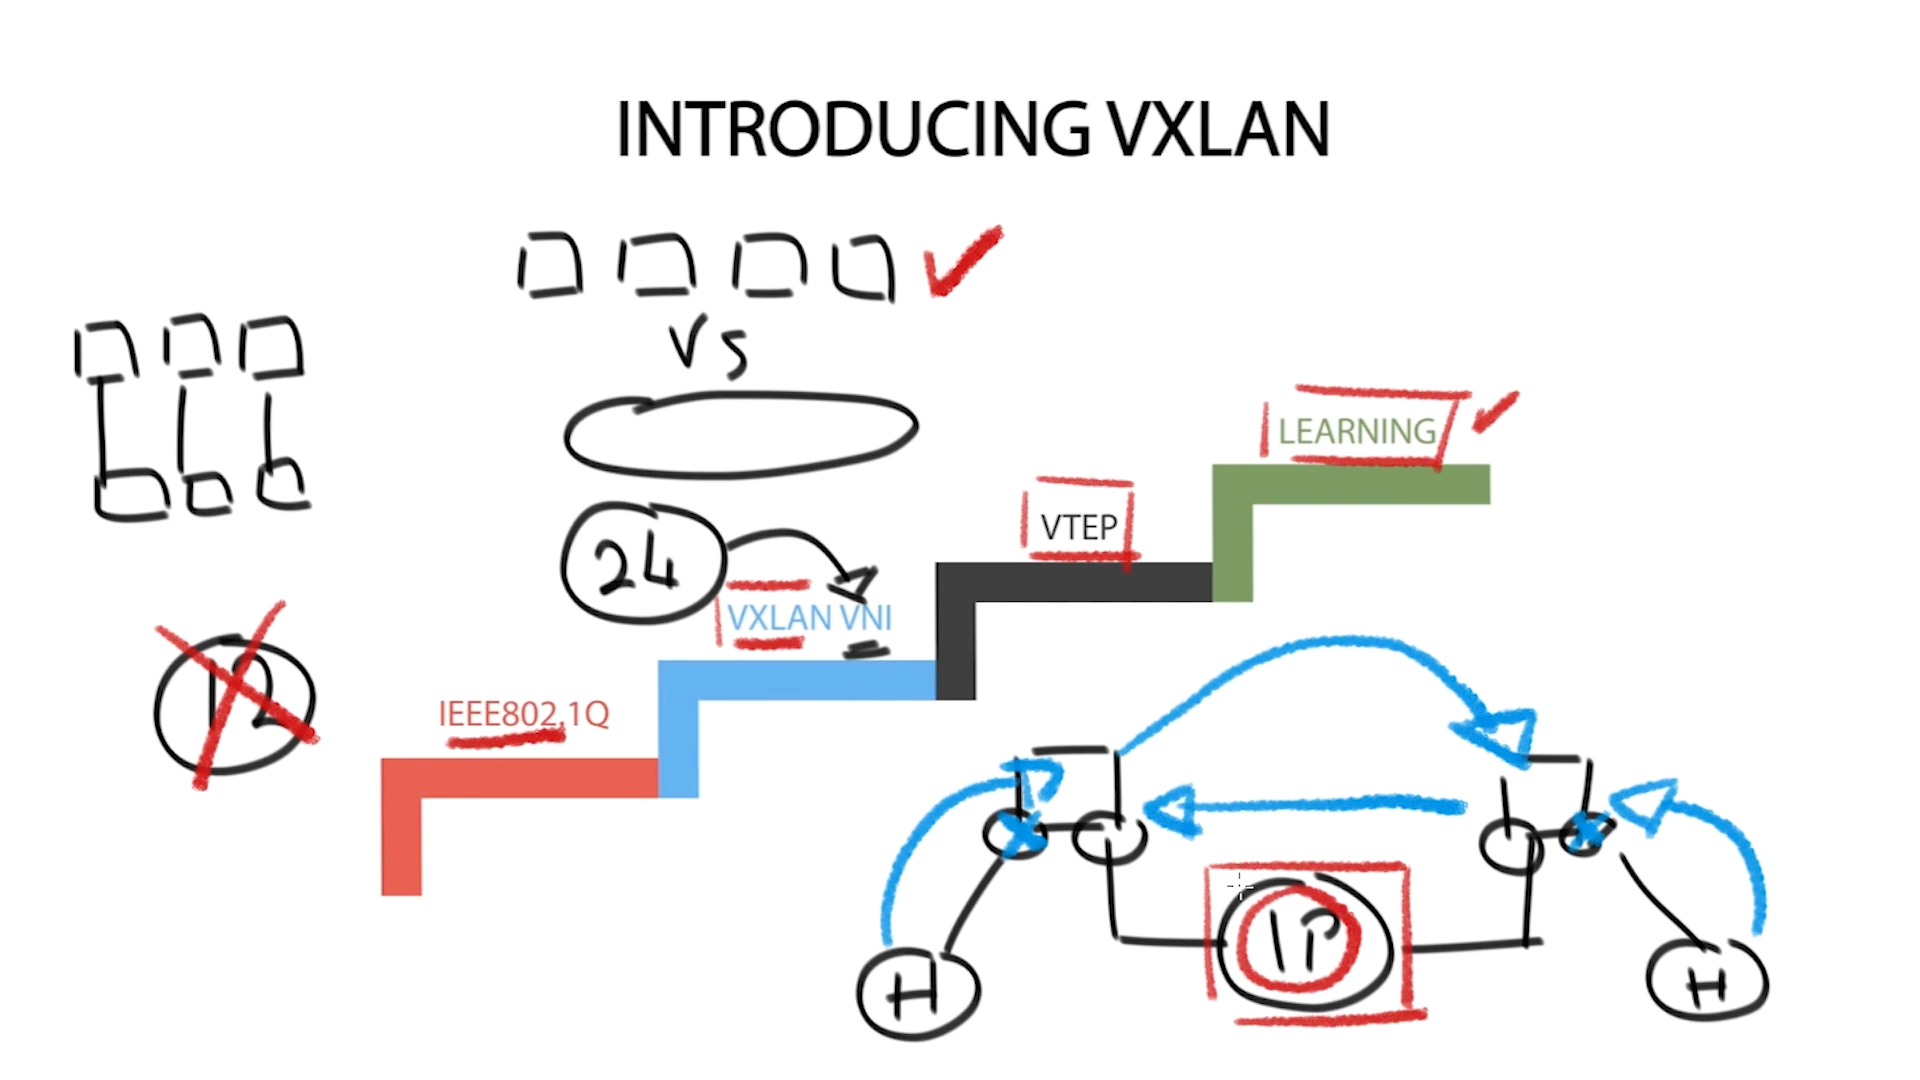 INTRODUCING VXLAN
Vs
LEARNING
VTEP
24
VXLAN VNI
12
IEEE802,1Q
IP
H
H